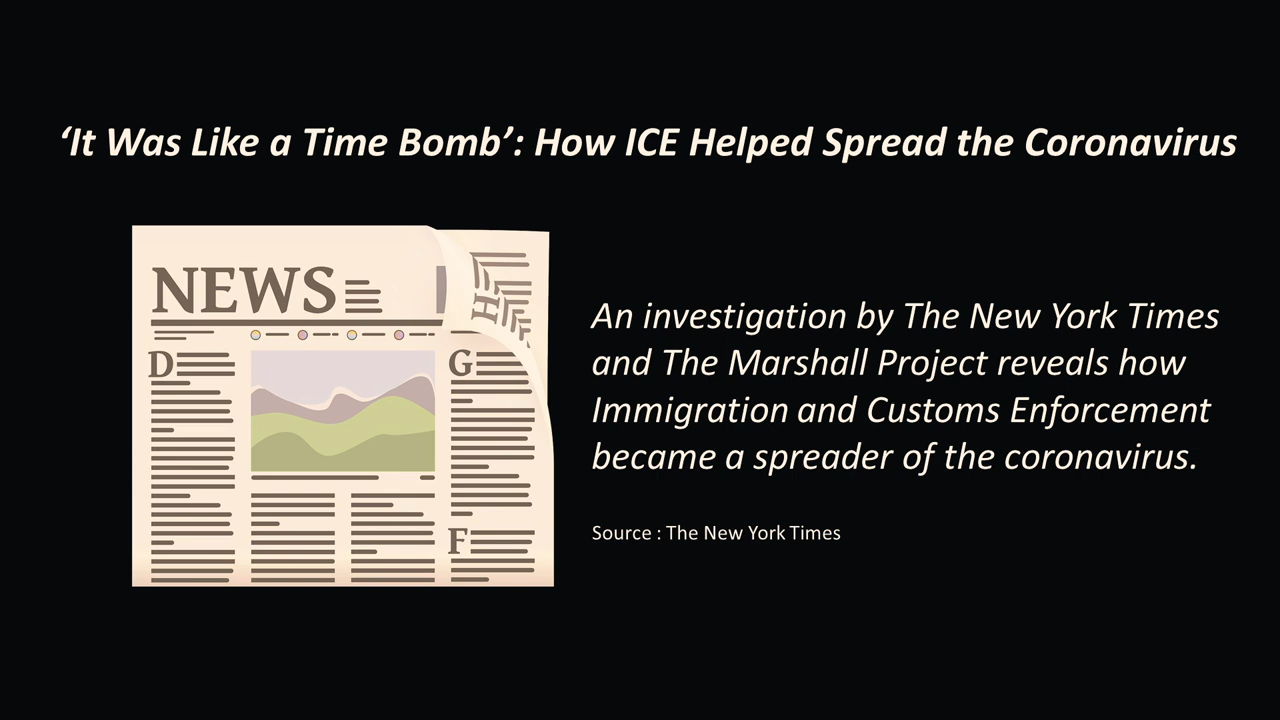 ‘It Was Like a Time Bomb’: How ICE Helped Spread the Coronavirus
NEWS
H
D
G
F
An investigation by The New York Times
and The Marshall Project reveals how
Immigration and Customs Enforcement
became a spreader of the coronavirus.
Source : The New York Times